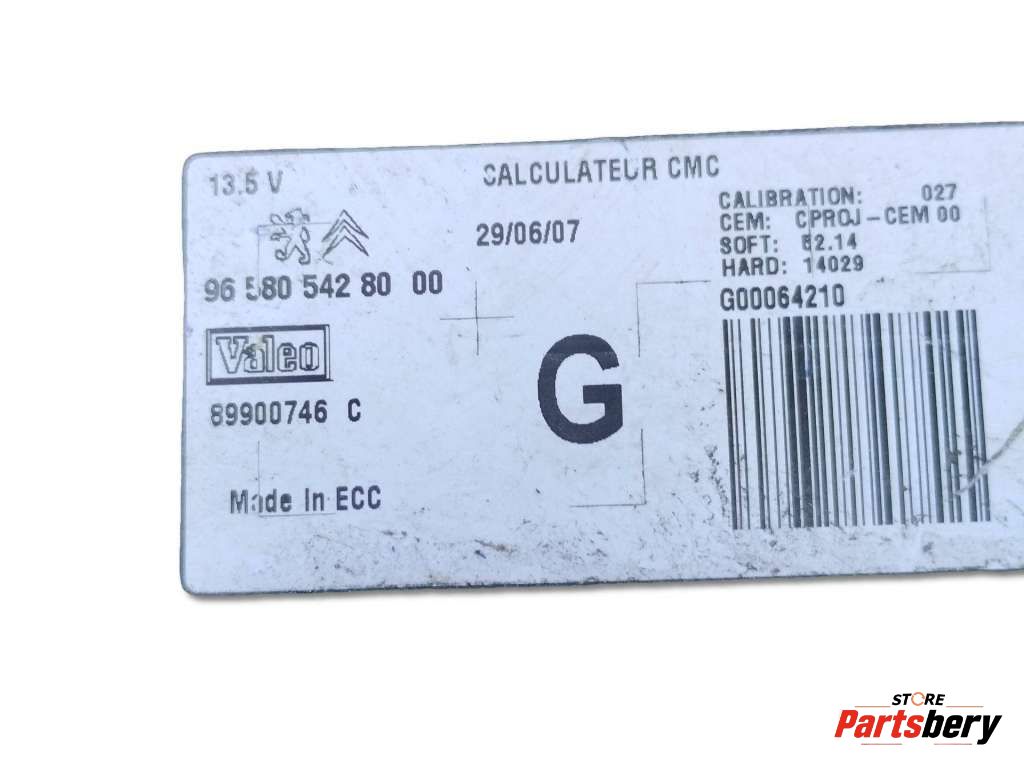 13.5 V
CALCULATEUR CMC
29/06/07
96 580 542 80 00
Valeo
89900746 C
G
Made In ECC
CALIBRATION: 027
CEM: CPROJ-CEM 00
SOFT: 14
HARD: 14029
G00064210
STORE
Partsbery